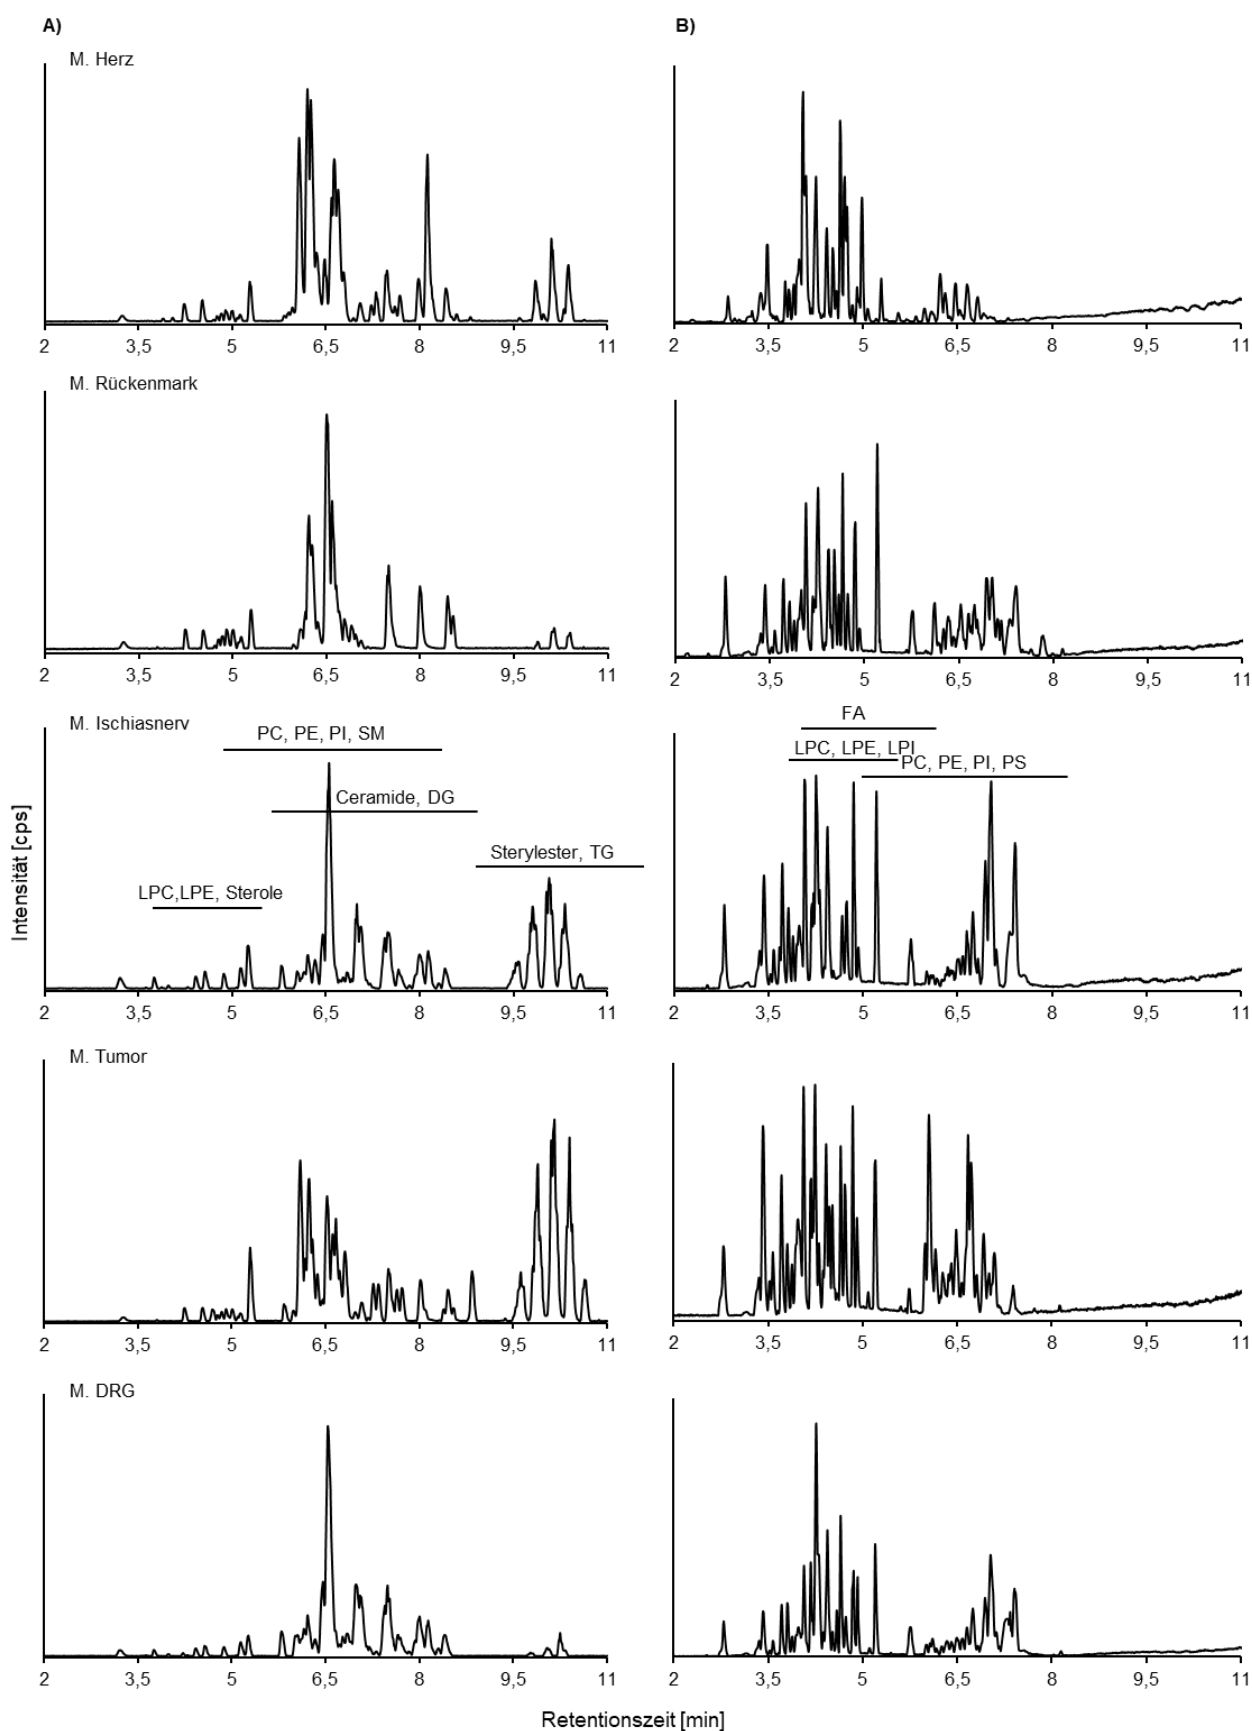 A)
B)
M. Herz
2 3,5 5 6,5 8 9,5 11
2 3,5 5 6,5 8 9,5 11
M. Rückenmark
2 3,5 5 6,5 8 9,5 11
2 3,5 5 6,5 8 9,5 11
M. Ischiasnerv
PC, PE, PI, SM
Ceramide, DG
Sterylester, TG
LPC,LPE, Sterole
FA
LPC, LPE, LPI
PC, PE, PI, PS
Intensität [cps]
2 3,5 5 6,5 8 9,5 11
2 3,5 5 6,5 8 9,5 11
M. Tumor
2 3,5 5 6,5 8 9,5 11
2 3,5 5 6,5 8 9,5 11
M. DRG
2 3,5 5 6,5 8 9,5 11
2 3,5 5 6,5 8 9,5 11
Retentionszeit [min]